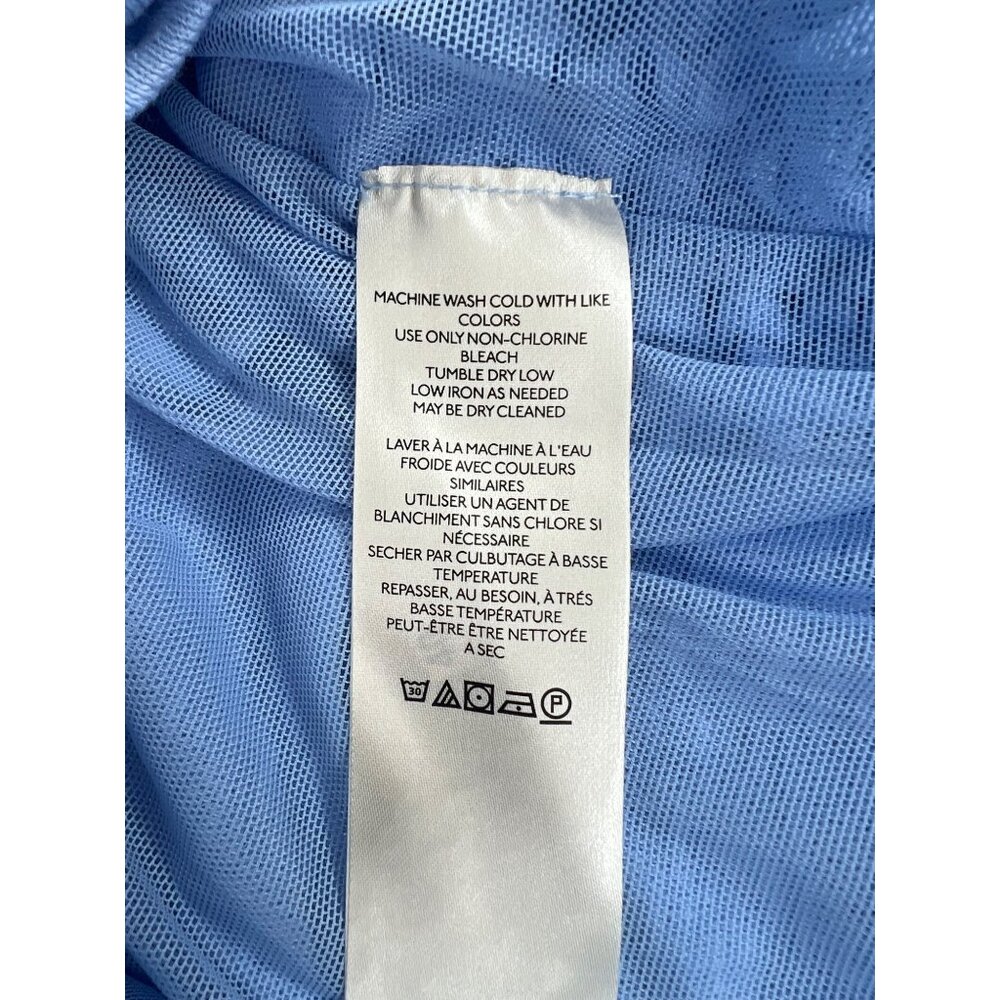 MACHINE WASH COLD WITH LIKE
COLORS
USE ONLY NON-CHLORINE
BLEACH
TUMBLE DRY LOW
LOW IRON AS NEEDED
MAY BE DRY CLEANED
LAVER À LA MACHINE À L'EAU
FROIDE AVEC COULEURS
SIMILAIRES
UTILISER UN AGENT DE
BLANCHIMENT SANS CHLORE SI
NÉCESSAIRE
SECHER PAR CULBUTAGE À BASSE
TEMPERATURE
REPASSER, AU BESOIN, À TRÉS
BASSE TEMPÉRATURE
PEUT-ÊTRE ÊTRE NETTOYÉE
A SEC
30 P